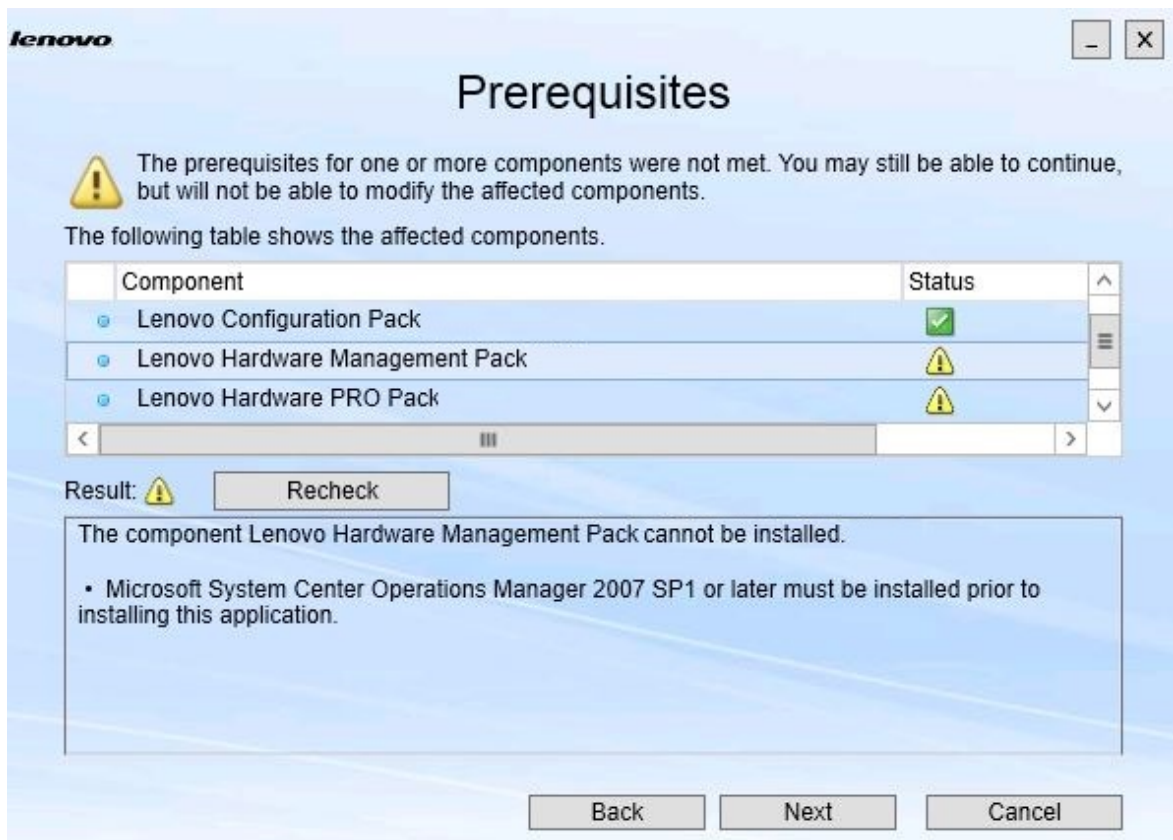 lenovo
Prerequisites
The prerequisites for one or more components were not met. You may still be able to continue,
but will not be able to modify the affected components.
The following table shows the affected components.
Component Status
Lenovo Configuration Pack
Lenovo Hardware Management Pack
Lenovo Hardware PRO Pack
Result: Recheck
The component Lenovo Hardware Management Pack cannot be installed.
• Microsoft System Center Operations Manager 2007 SP1 or later must be installed prior to
installing this application.
Back Next Cancel